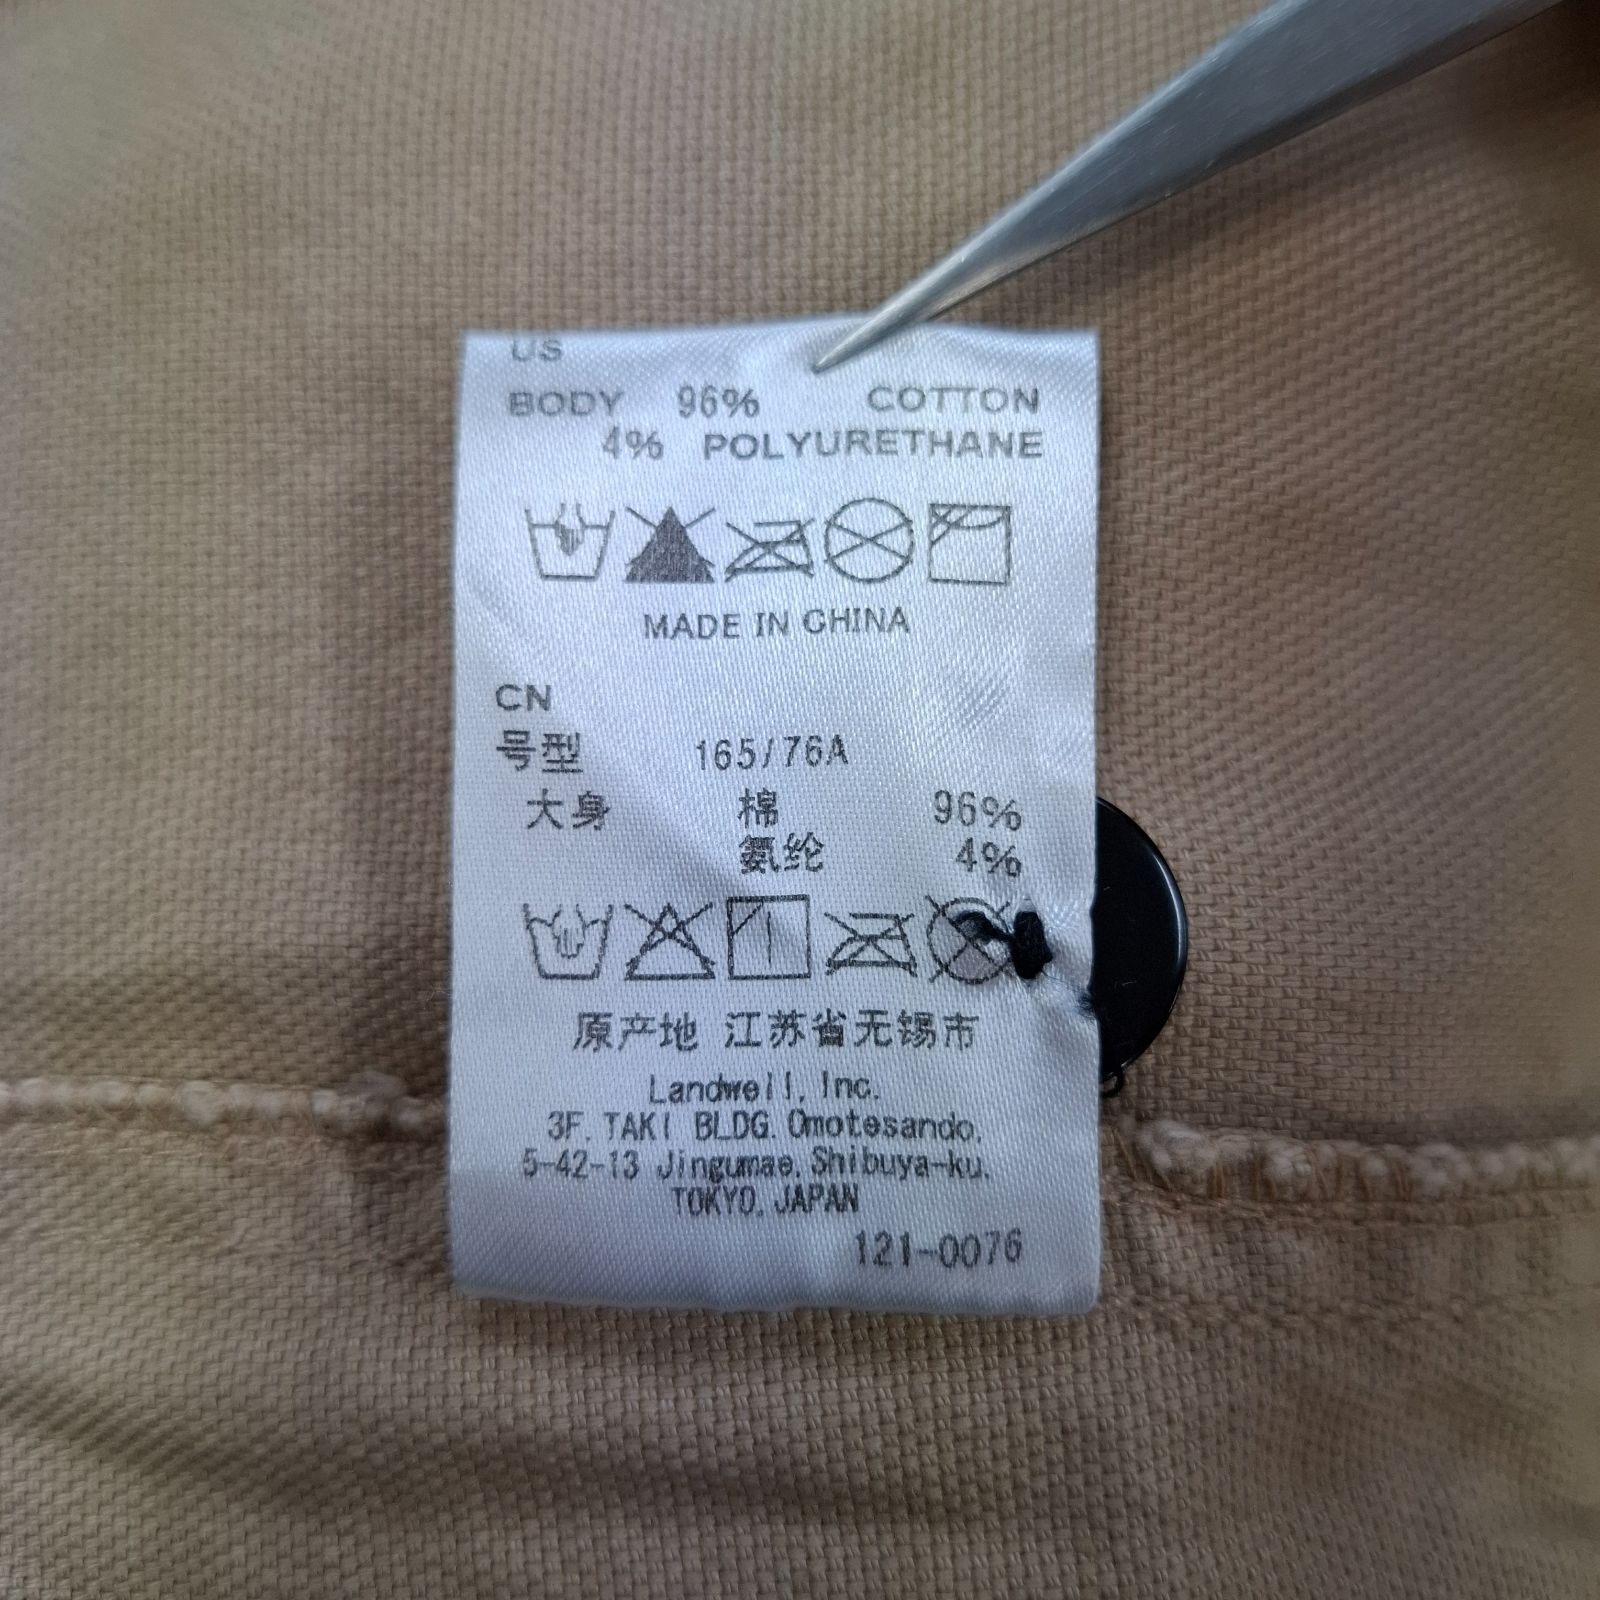 US
BODY 96% COTTON
4% POLYURETHANE
MADE IN CHINA
CN
号型 165/76A
大身 棉 96%
氨纶 4%
原产地 江苏省无锡市
Landwell, Inc.
3F. TAKI BLDG. Omotesando,
5-42-13 Jingumae, Shibuya-ku,
TOKYO, JAPAN
121-0076